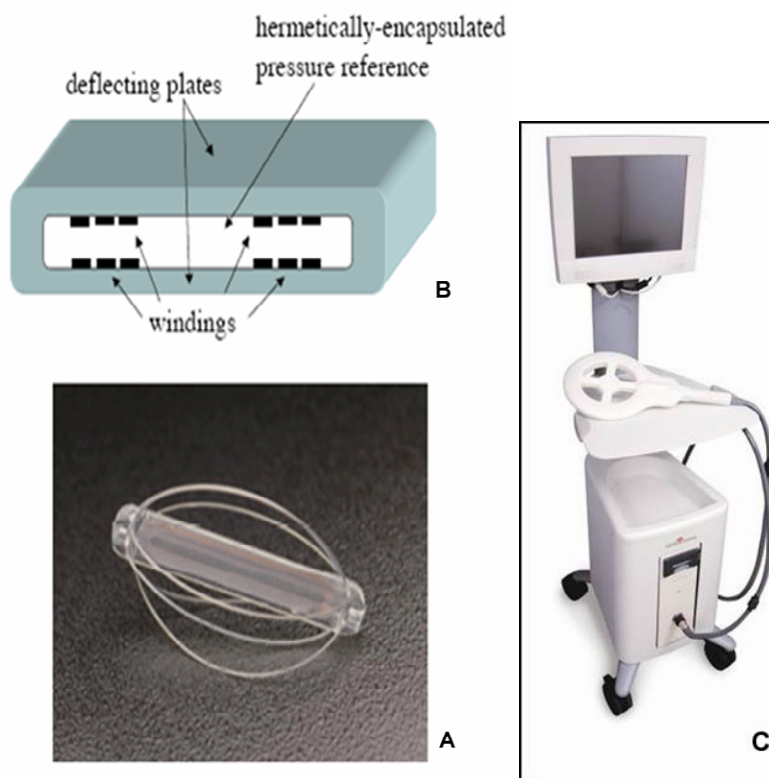 hermetically-encapsulated
pressure reference
deflecting plates
windings
B
A
C